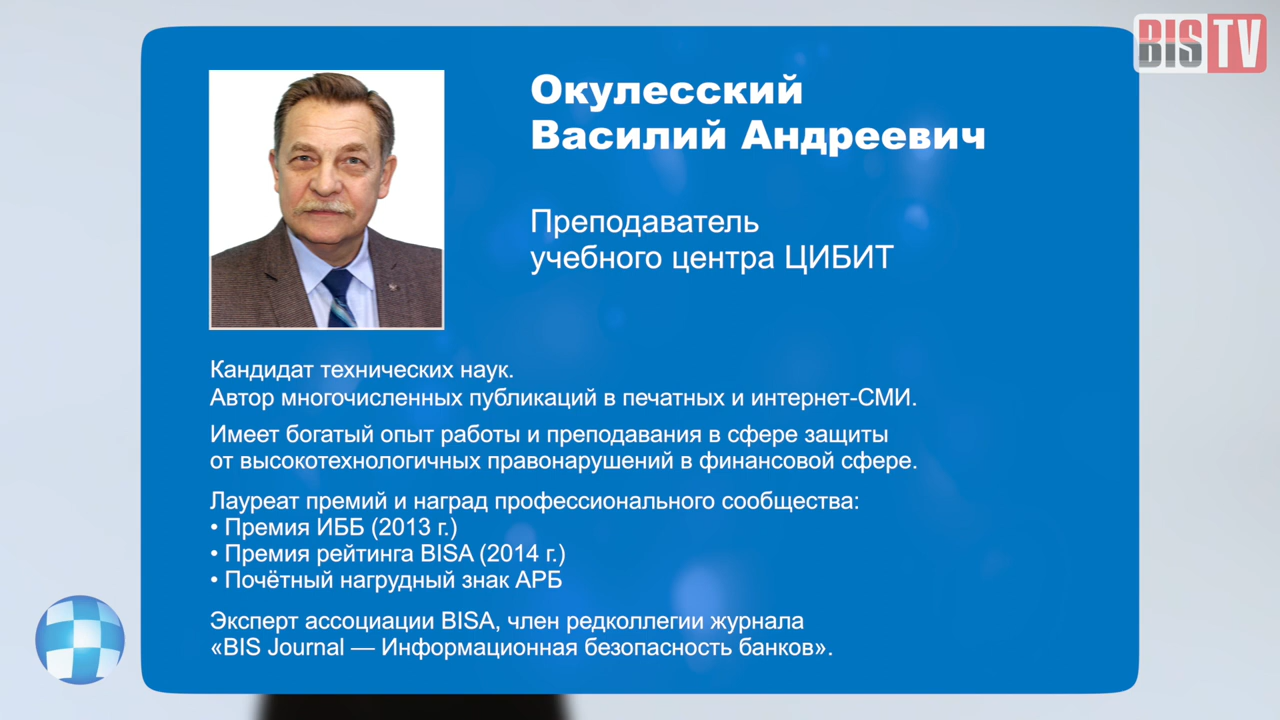 BIS TV
Окулесский
Василий Андреевич
Преподаватель
учебного центра ЦИБИТ
Кандидат технических наук.
Автор многочисленных публикаций в печатных и интернет-СМИ.
Имеет богатый опыт работы и преподавания в сфере защиты
от высокотехнологичных правонарушений в финансовой сфере.
Лауреат премий и наград профессионального сообщества:
• Премия ИББ (2013 г.)
• Премия рейтинга BISA (2014 г.)
• Почётный нагрудный знак АРБ
Эксперт ассоциации BISA, член редколлегии журнала
«BIS Journal — Информационная безопасность банков».